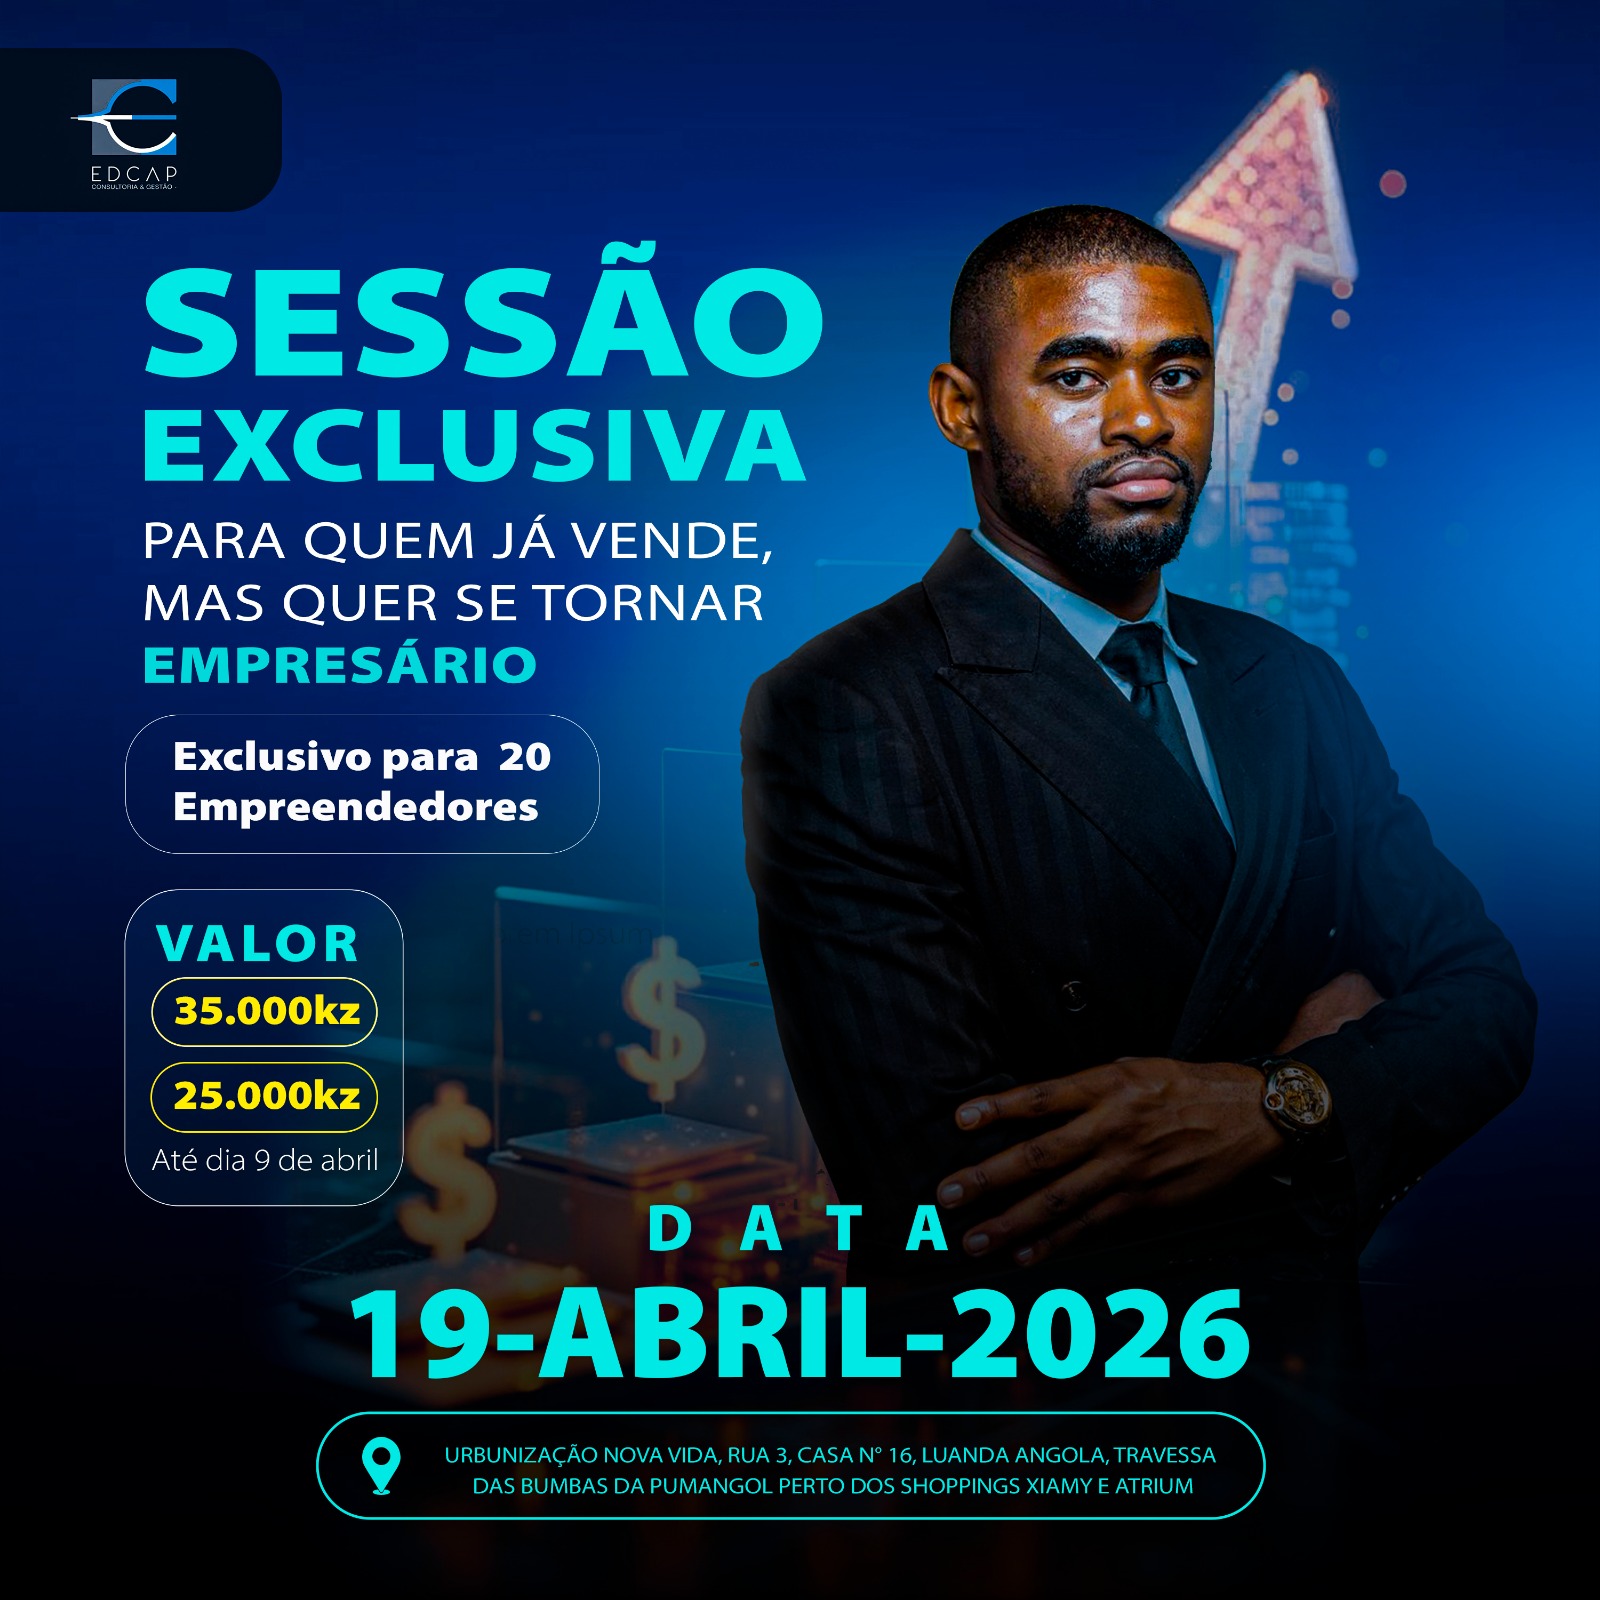 EDCAP
CONSULTORIA & GESTÃO
SESSÃO
EXCLUSIVA
PARA QUEM JÁ VENDE,
MAS QUER SE TORNAR
EMPRESÁRIO
Exclusivo para 20
Empreendedores
VALOR
35.000kz
25.000kz
Até dia 9 de abril
lorem ipsum
DATA
19-ABRIL-2026
URBUNIZAÇÃO NOVA VIDA, RUA 3, CASA N° 16, LUANDA ANGOLA, TRAVESSA
DAS BUMBAS DA PUMANGOL PERTO DOS SHOPPINGS XIAMY E ATRIUM